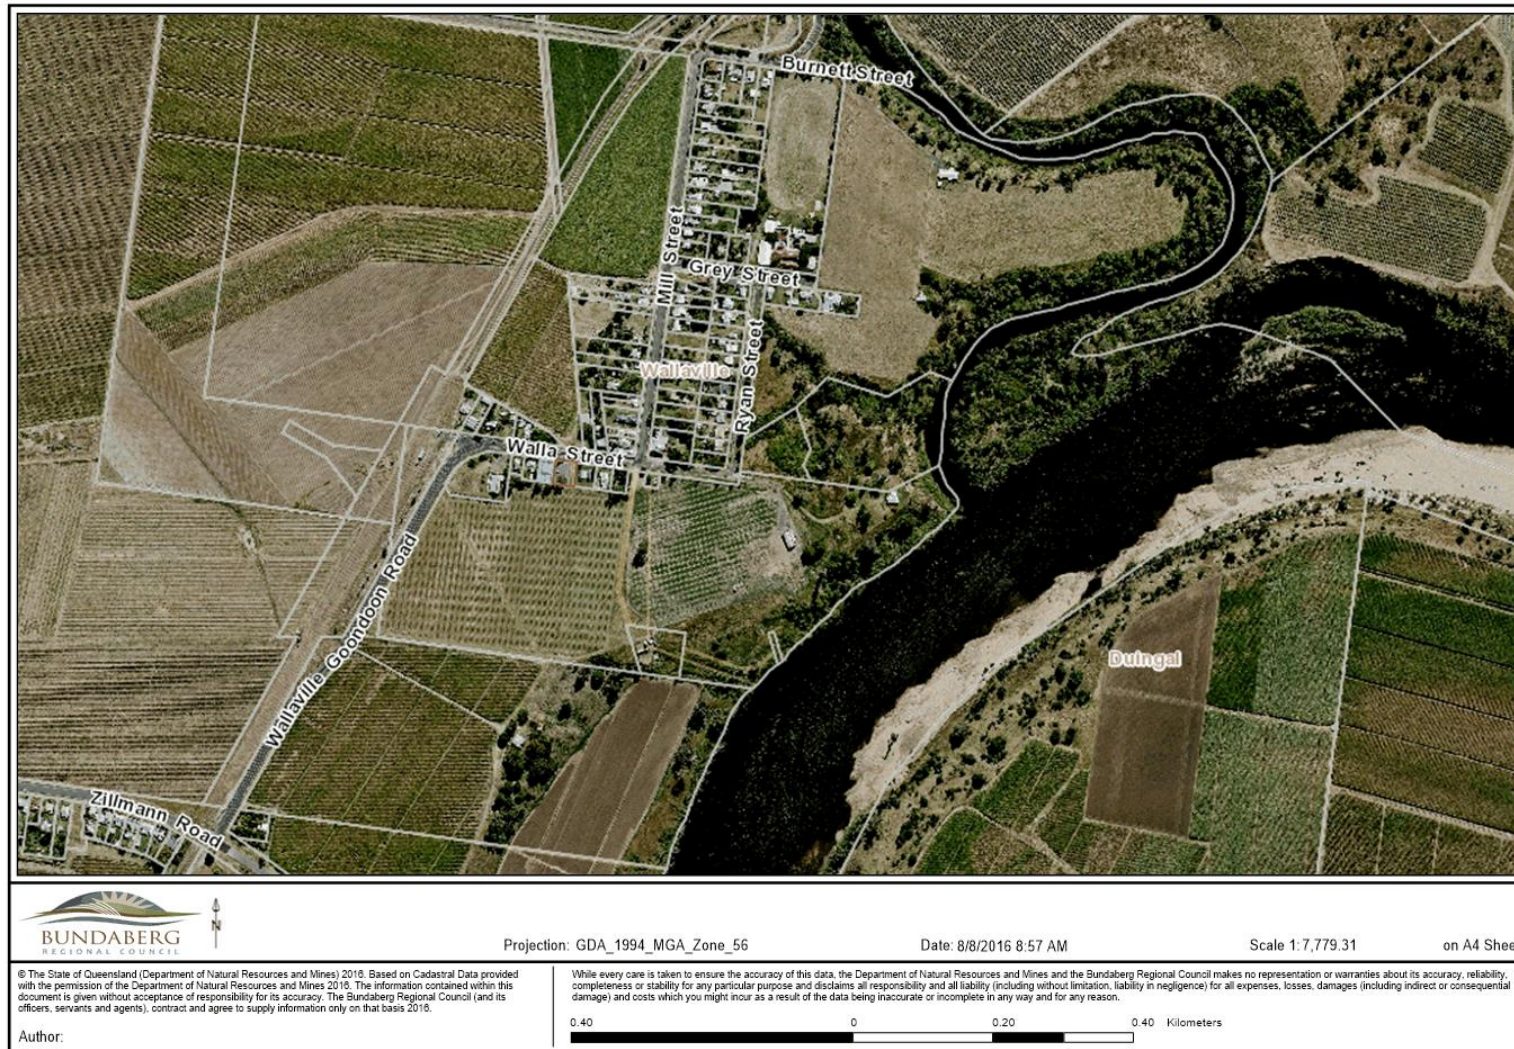 Burnett Street
Mill Street
Grey Street
Ryan Street
Wallaville
Walla Street
Wallaville Goondoon Road
Duingal
Zillmann Road
BUNDABERG
REGIONAL COUNCIL
N
Projection: GDA_1994_MGA_Zone_56
Date: 8/8/2016 8:57 AM
Scale 1:7,779.31
on A4 Shee
© The State of Queensland (Department of Natural Resources and Mines) 2016. Based on Cadastral Data provided
with the permission of the Department of Natural Resources and Mines 2016. The information contained within this
document is given without acceptance of responsibility for its accuracy. The Bundaberg Regional Council (and its
officers, servants and agents), contract and agree to supply information only on that basis 2016.
Author:
While every care is taken to ensure the accuracy of this data, the Department of Natural Resources and Mines and the Bundaberg Regional Council makes no representation or warranties about its accuracy, reliability,
completeness or stability for any particular purpose and disclaims all responsibility and all liability (including without limitation, liability in negligence) for all expenses, losses, damages (including indirect or consequential
damage) and costs which you might incur as a result of the data being inaccurate or incomplete in any way and for any reason.
0.40 0 0.20 0.40 Kilometers